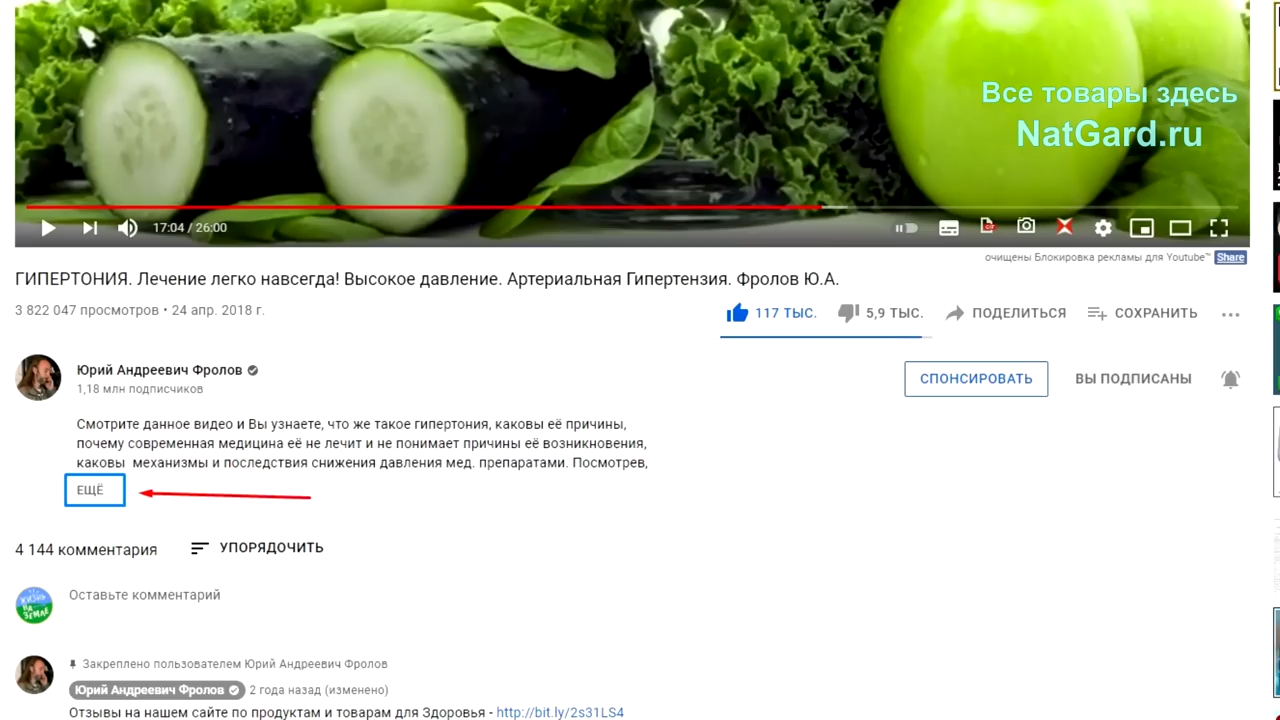 Все товары здесь
NatGard.ru
17:04 / 26:00
очищены Блокировка рекламы для Youtube™ Share
ГИПЕРТОНИЯ. Лечение легко навсегда! Высокое давление. Артериальная Гипертензия. Фролов Ю.А.
3 822 047 просмотров • 24 апр. 2018 г.
117 ТЫС. 5,9 ТЫС. ПОДЕЛИТЬСЯ СОХРАНИТЬ
Юрий Андреевич Фролов
1,18 млн подписчиков
СПОНСИРОВАТЬ ВЫ ПОДПИСАНЫ
Смотрите данное видео и Вы узнаете, что же такое гипертония, каковы её причины,
почему современная медицина её не лечит и не понимает причины её возникновения,
каковы механизмы и последствия снижения давления мед. препаратами. Посмотрев,
ЕЩЁ
4 144 комментария УПОРЯДОЧИТЬ
ЖИЗНЬ
НА
ЗЕМЛЕ
Оставьте комментарий
Закреплено пользователем Юрий Андреевич Фролов
Юрий Андреевич Фролов 2 года назад (изменено)
Отзывы на нашем сайте по продуктам и товарам для Здоровья - http://bit.ly/2s31LS4